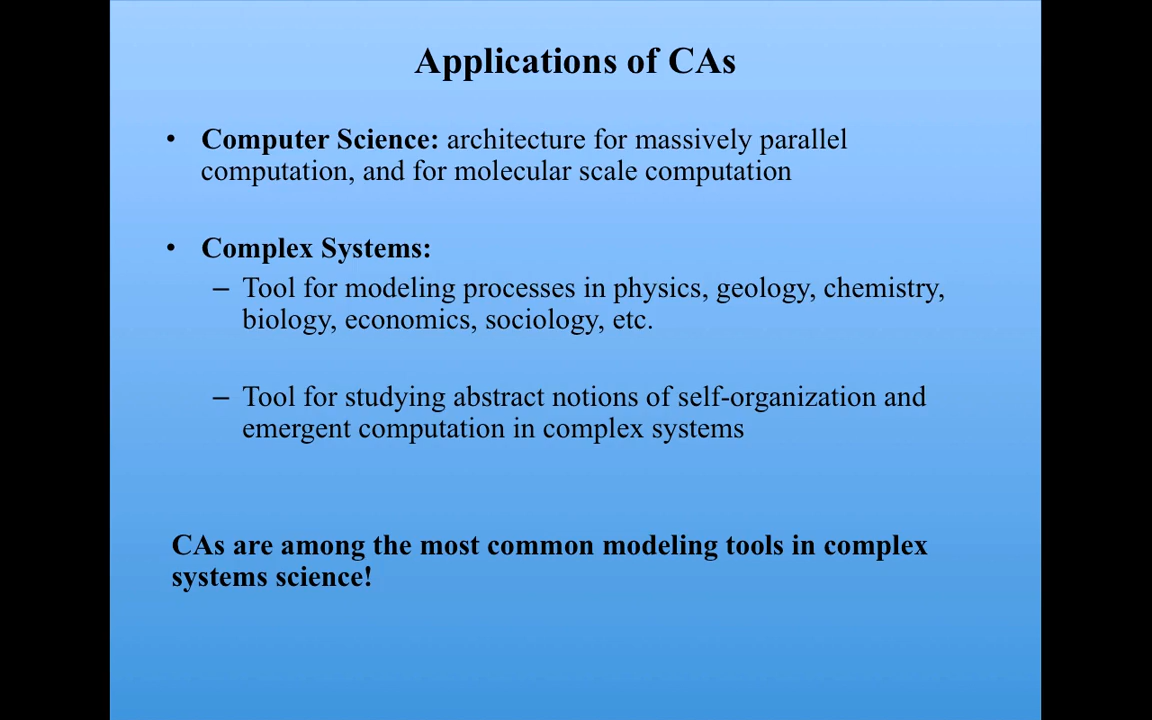 Applications of CAs
• Computer Science: architecture for massively parallel
computation, and for molecular scale computation
• Complex Systems:
– Tool for modeling processes in physics, geology, chemistry,
biology, economics, sociology, etc.
– Tool for studying abstract notions of self-organization and
emergent computation in complex systems
CAs are among the most common modeling tools in complex
systems science!